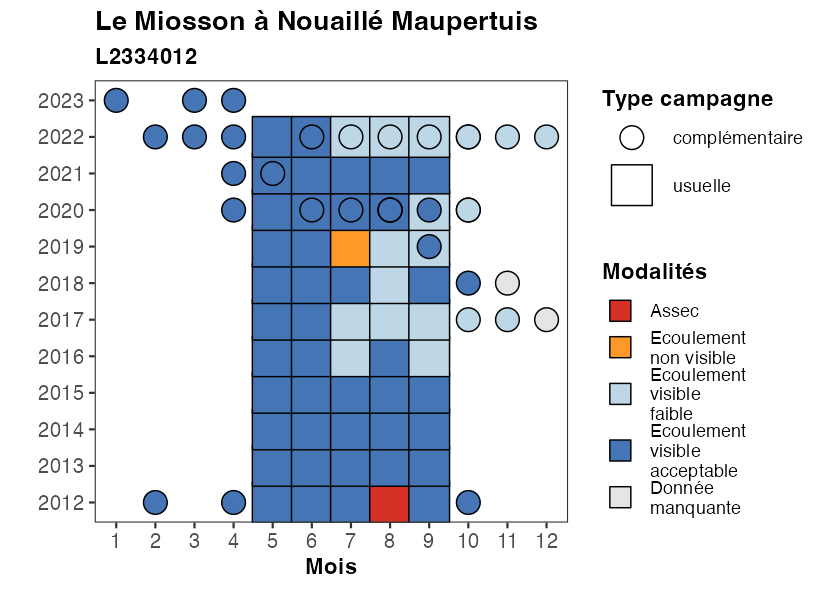 Le Miosson à Nouaillé Maupertuis
L2334012
2023
2022
2021
2020
2019
2018
2017
2016
2015
2014
2013
2012
1 2 3 4 5 6 7 8 9 10 11 12
Mois
Type campagne
complémentaire
usuelle
Modalités
Assec
Ecoulement
non visible
Ecoulement
visible
faible
Ecoulement
visible
acceptable
Donnée
manquante